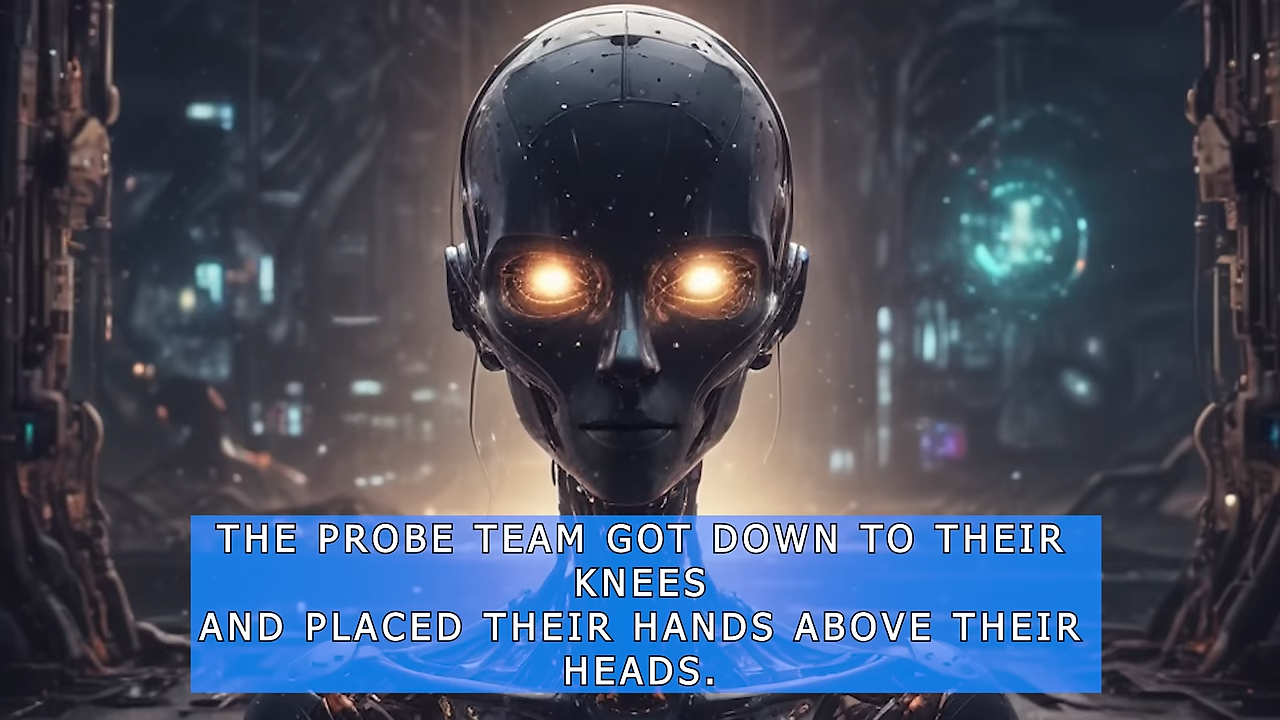 THE PROBE TEAM GOT DOWN TO THEIR
KNEES
AND PLACED THEIR HANDS ABOVE THEIR
HEADS.